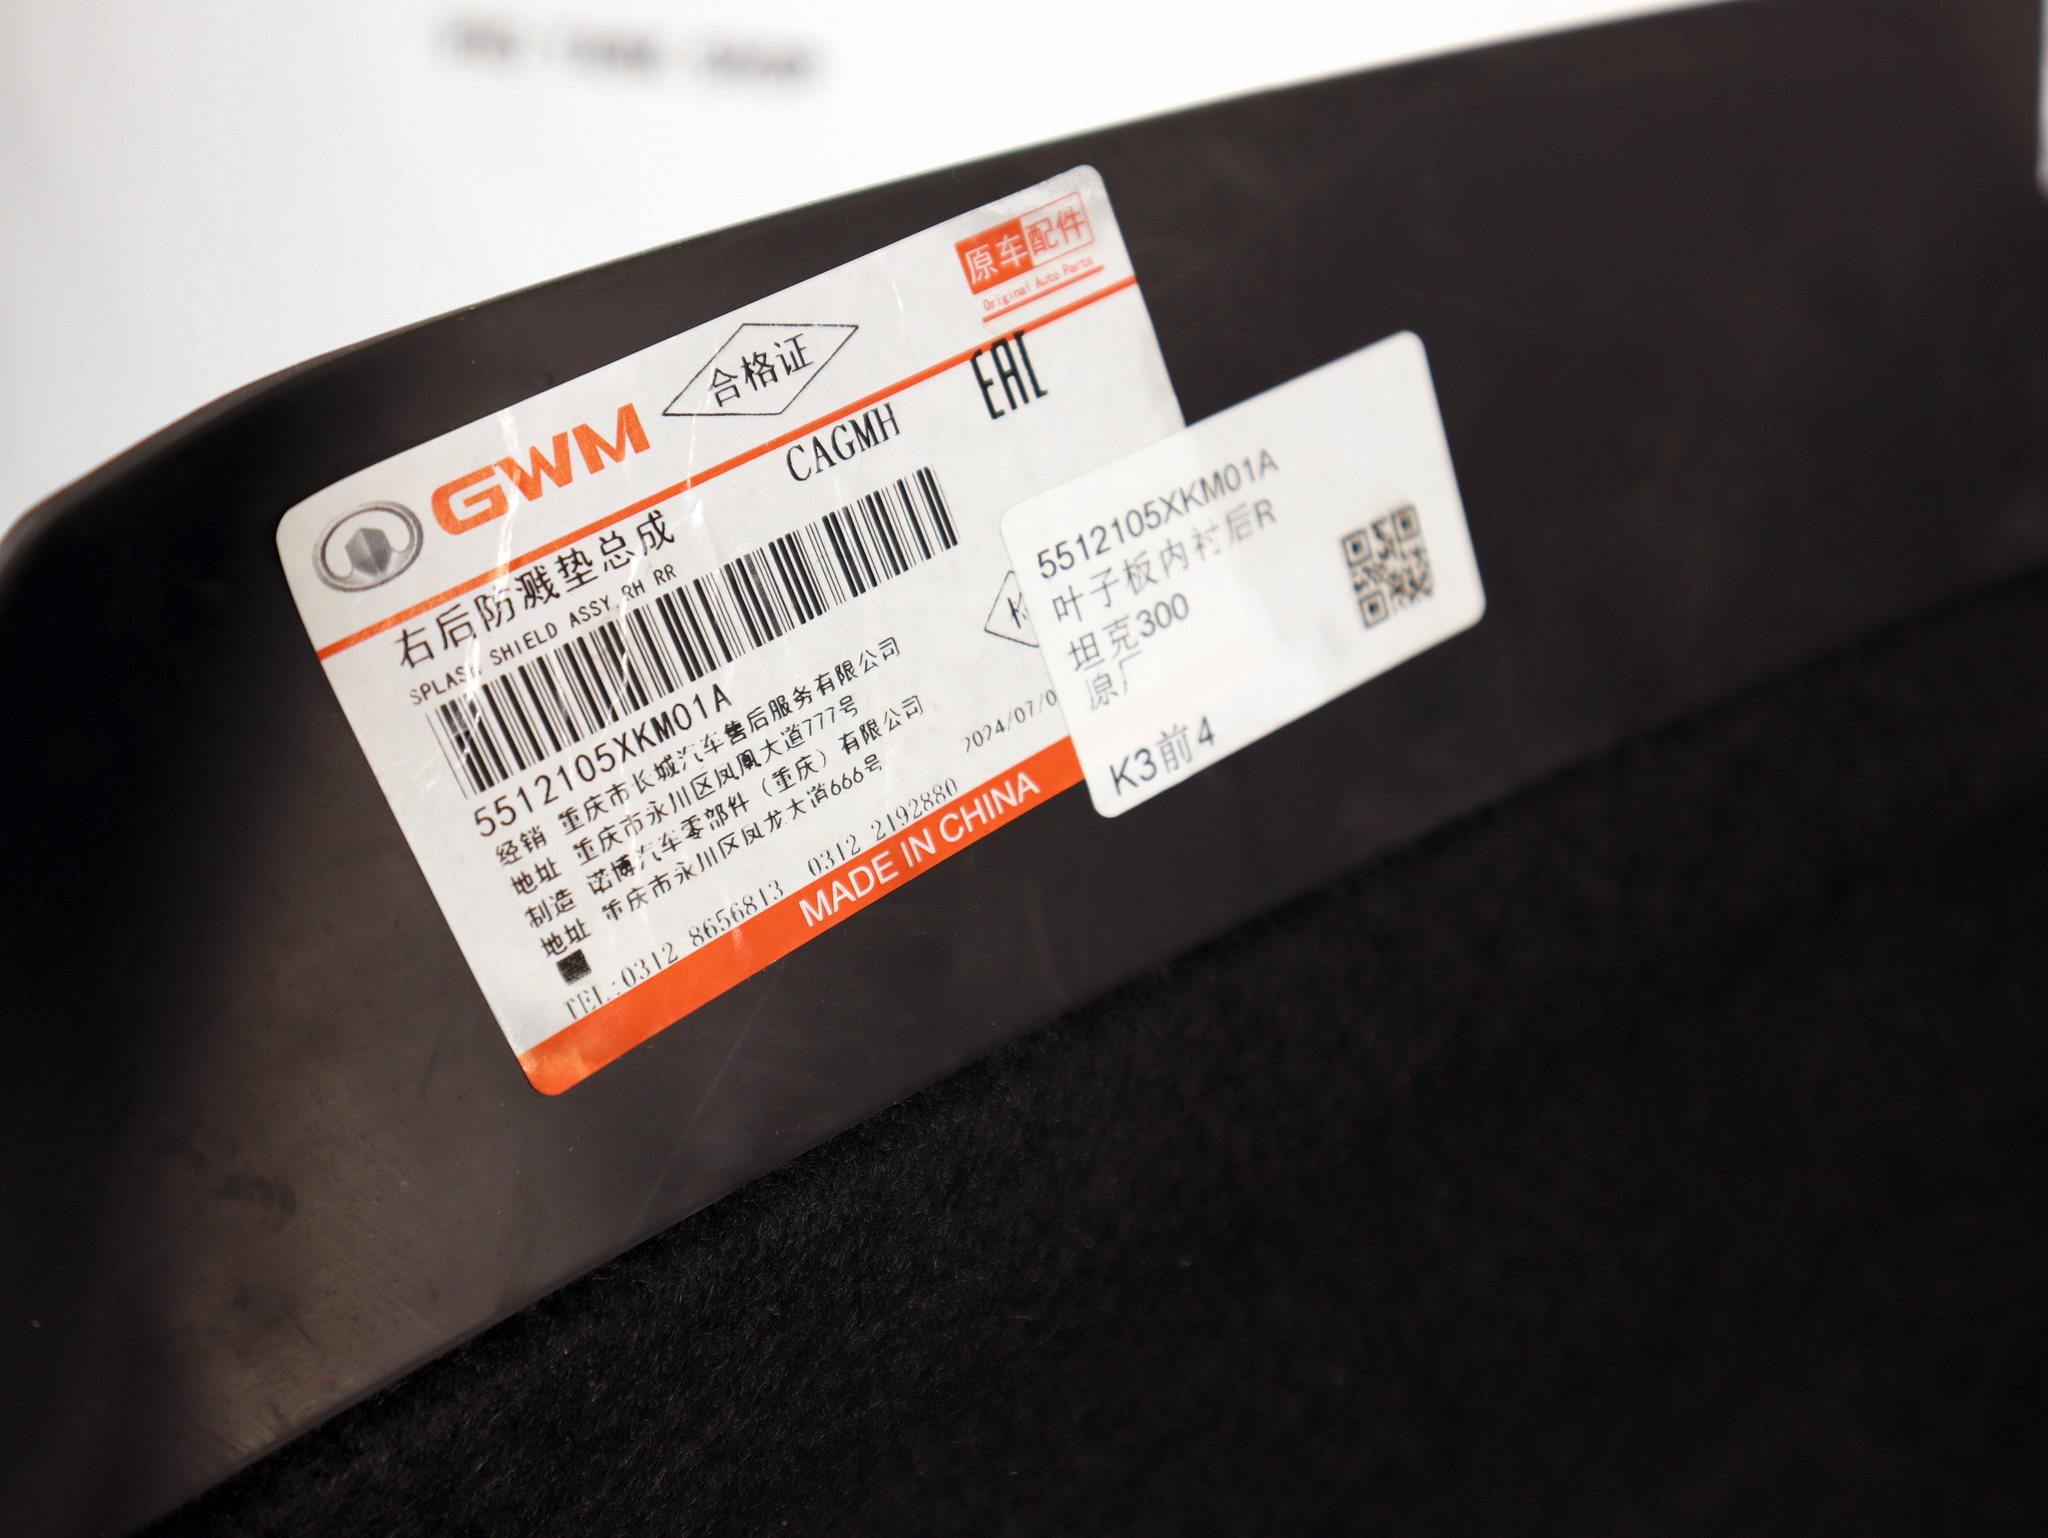 原车配件
Original Auto Parts
GWM
合格证
EAC
CAGMH
右后防溅垫总成
SPLASH SHIELD ASSY RH RR
5512105XKM01A
经销 重庆市长城汽车售后服务有限公司
地址 重庆市永川区凤凰大道777号
制造 诺博汽车零部件（重庆）有限公司
地址 重庆市永川区凤龙大道666号
2024/07/0
TEL:0312 8656813 0312 2192880
MADE IN CHINA
5512105XKM01A
叶子板内衬后R
坦克300
原厂
K3前4